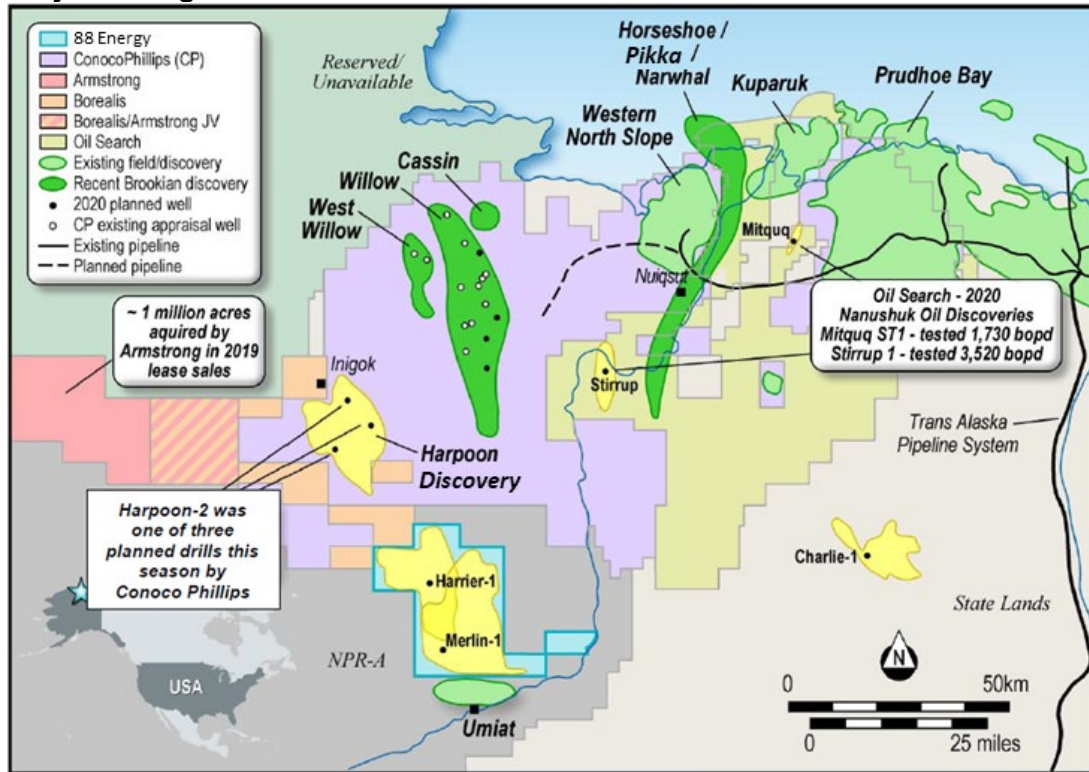 88 Energy
ConocoPhillips (CP)
Armstrong
Borealis
Borealis/Armstrong JV
Oil Search
Existing field/discovery
Recent Brookian discovery
2020 planned well
CP existing appraisal well
Existing pipeline
Planned pipeline
Reserved/
Unavailable
Horseshoe /
Pikka /
Narwhal
Kuparuk
Prudhoe Bay
Western
North Slope
Cassin
Willow
West
Willow
Mitquq
Nuiqsut
Oil Search - 2020
Nanushuk Oil Discoveries
Mitquq ST1 - tested 1,730 bopd
Stirrup 1 - tested 3,520 bopd
~ 1 million acres
aquired by
Armstrong in 2019
lease sales
Inigok
Stirrup
Trans Alaska
Pipeline System
Harpoon
Discovery
Harpoon-2 was
one of three
planned drills this
season by
Conoco Phillips
Harrier-1
Merlin-1
Charlie-1
State Lands
NPR-A
USA
Umiat
N
0 50km
0 25 miles